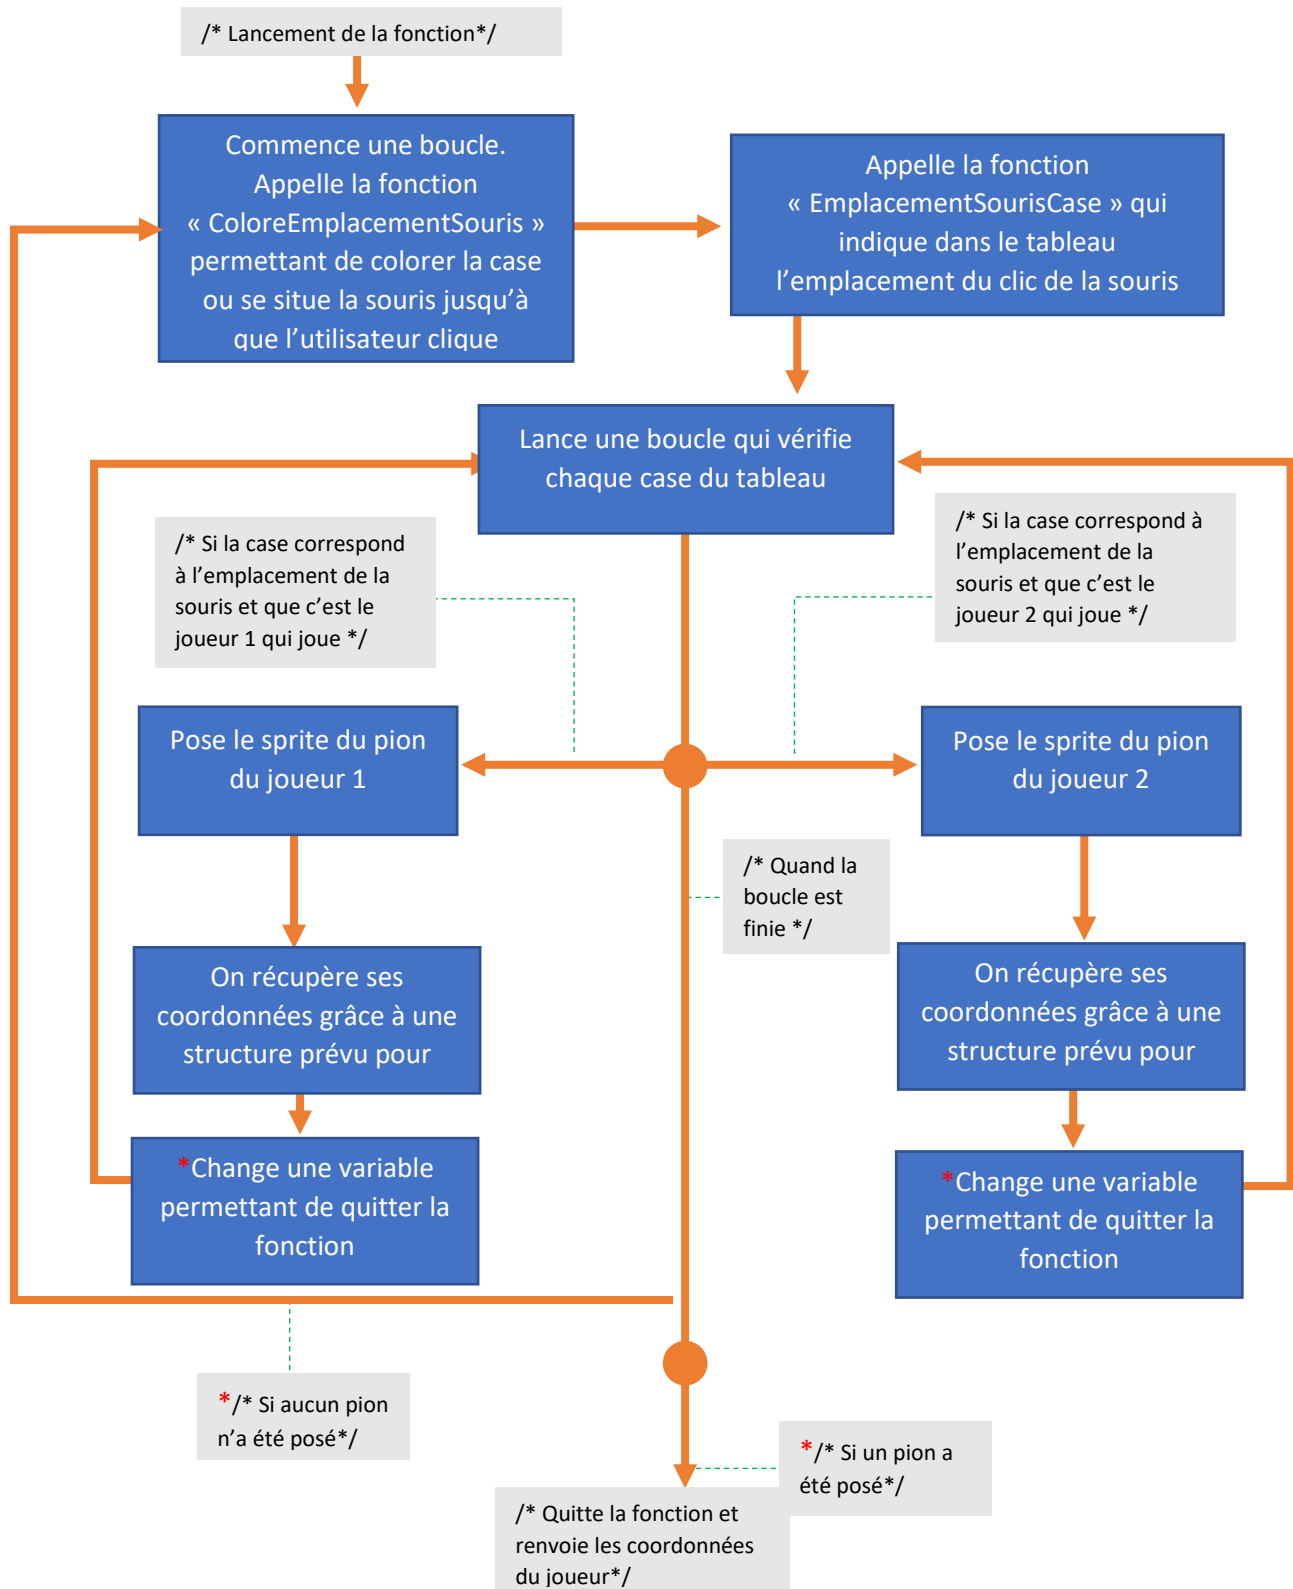 /* Lancement de la fonction*/
Commence une boucle.
Appelle la fonction
« ColoreEmplacementSouris »
permettant de colorer la case
ou se situe la souris jusqu’à
que l’utilisateur clique
Appelle la fonction
« EmplacementSourisCase » qui
indique dans le tableau
l’emplacement du clic de la souris
Lance une boucle qui vérifie
chaque case du tableau
/* Si la case correspond
à l’emplacement de la
souris et que c’est le
joueur 1 qui joue */
/* Si la case correspond à
l’emplacement de la
souris et que c’est le
joueur 2 qui joue */
Pose le sprite du pion
du joueur 1
Pose le sprite du pion
du joueur 2
/* Quand la
boucle est
finie */
On récupère ses
coordonnées grâce à une
structure prévu pour
On récupère ses
coordonnées grâce à une
structure prévu pour
*Change une variable
permettant de quitter la
fonction
*Change une variable
permettant de quitter la
fonction
*/* Si aucun pion
n’a été posé*/
*/* Si un pion a
été posé*/
/* Quitte la fonction et
renvoie les coordonnées
du joueur*/